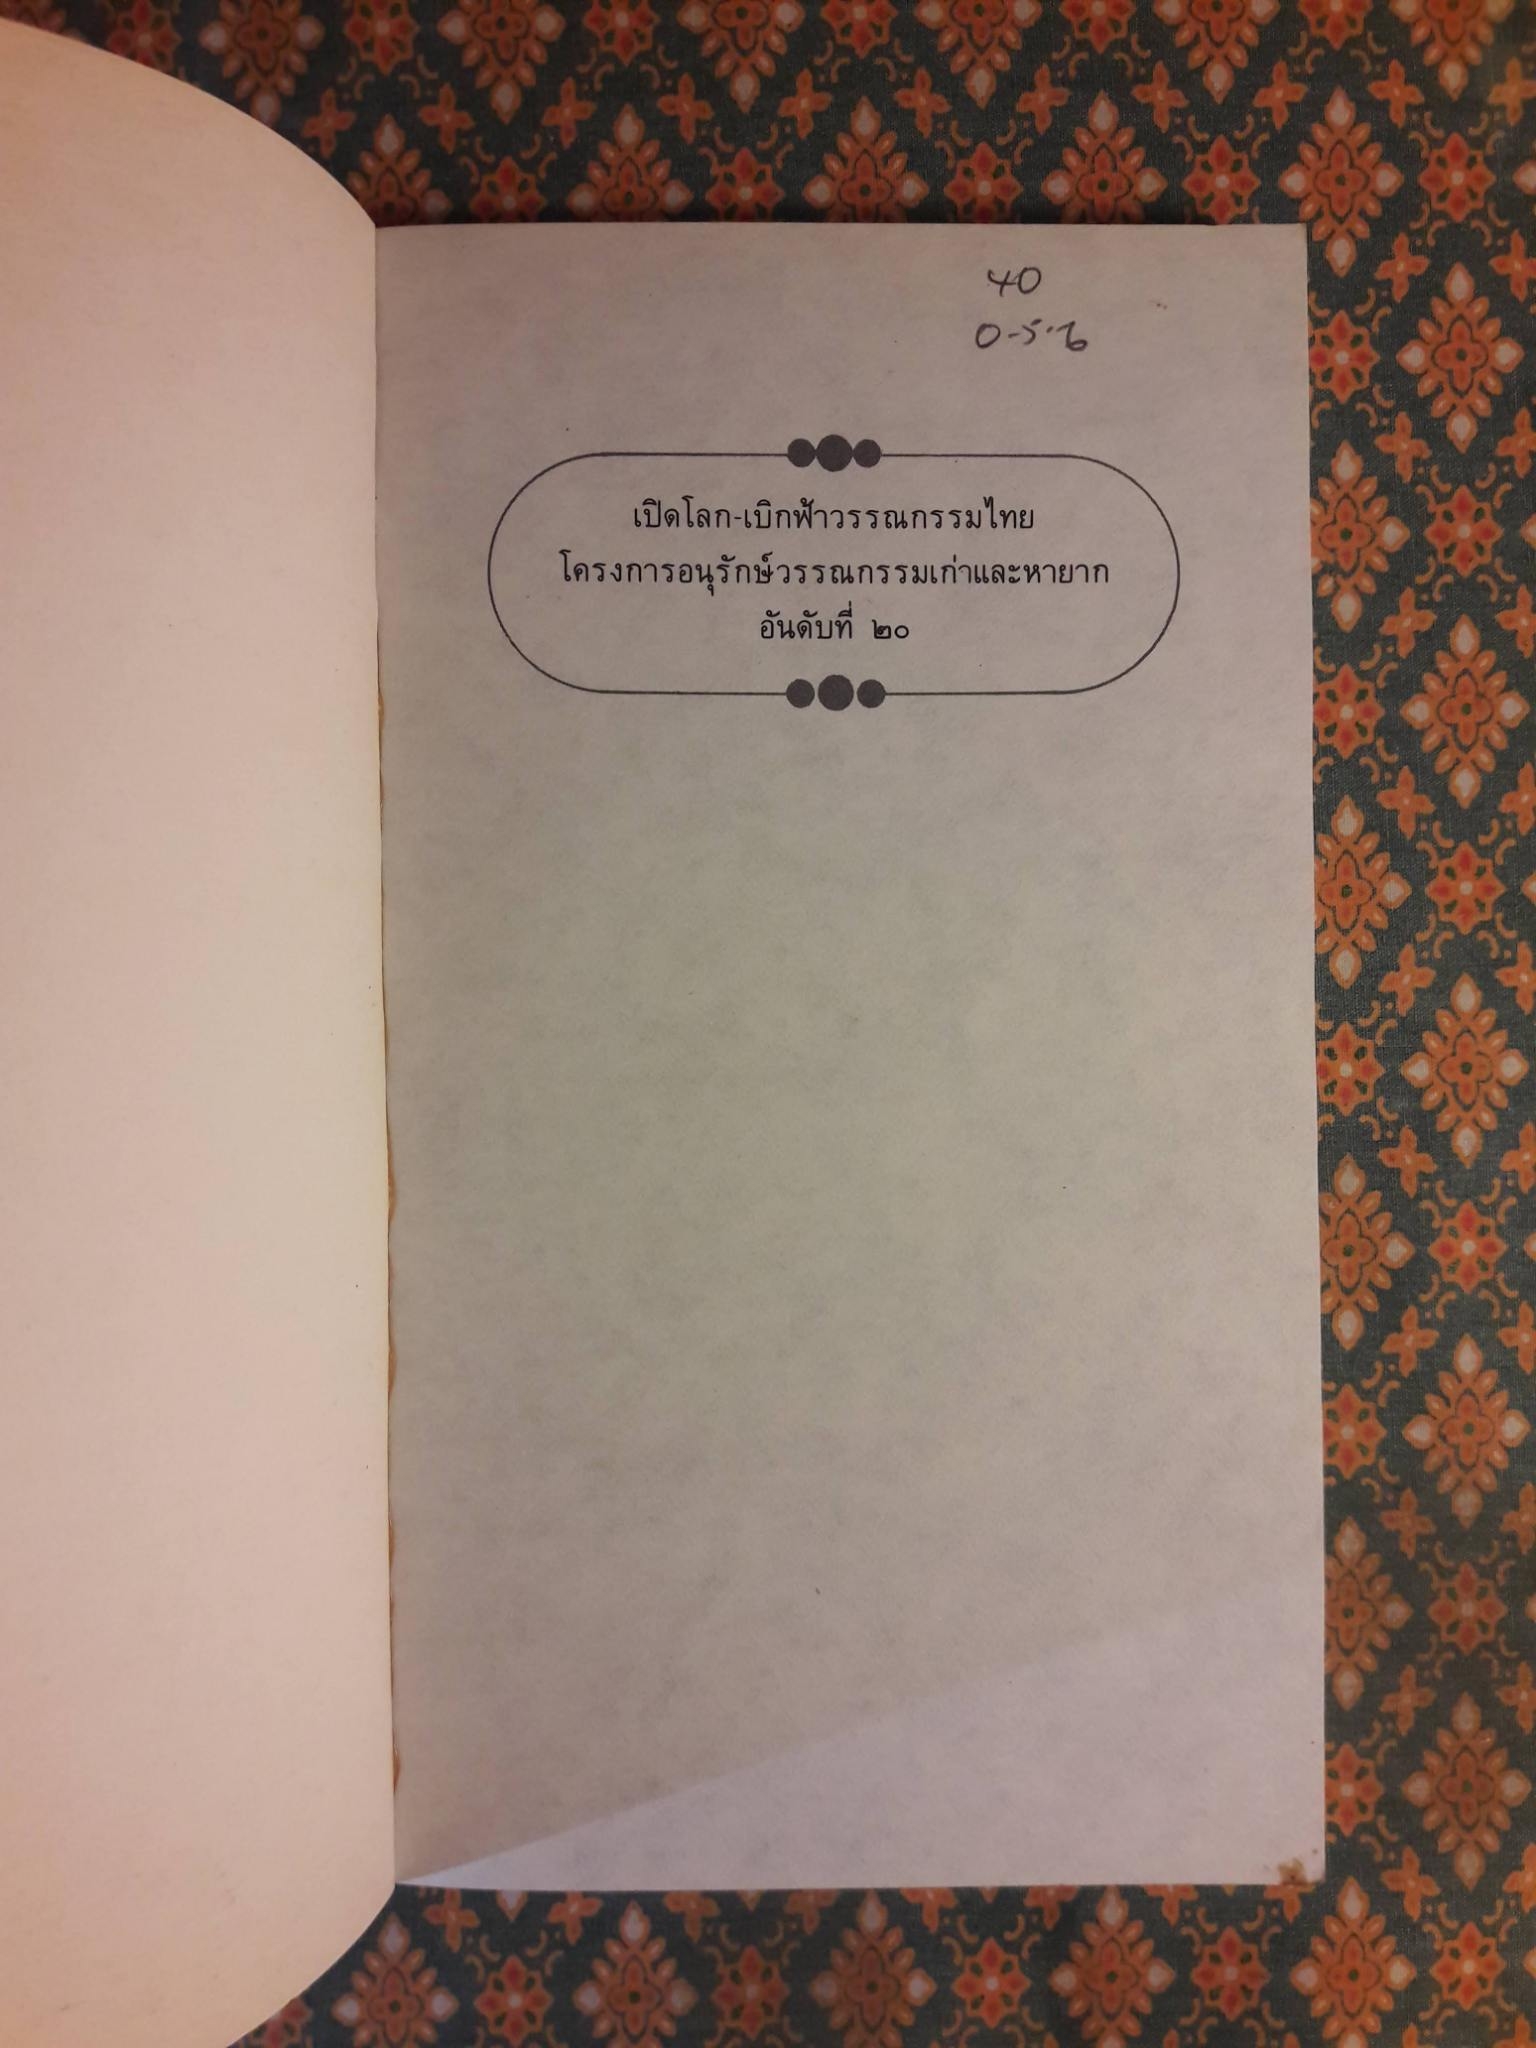 40
เปิดโลก-เบิกฟ้าวรรณกรรมไทย
โครงการอนุรักษ์วรรณกรรมเก่าและหายาก
อันดับที่ ๒๐